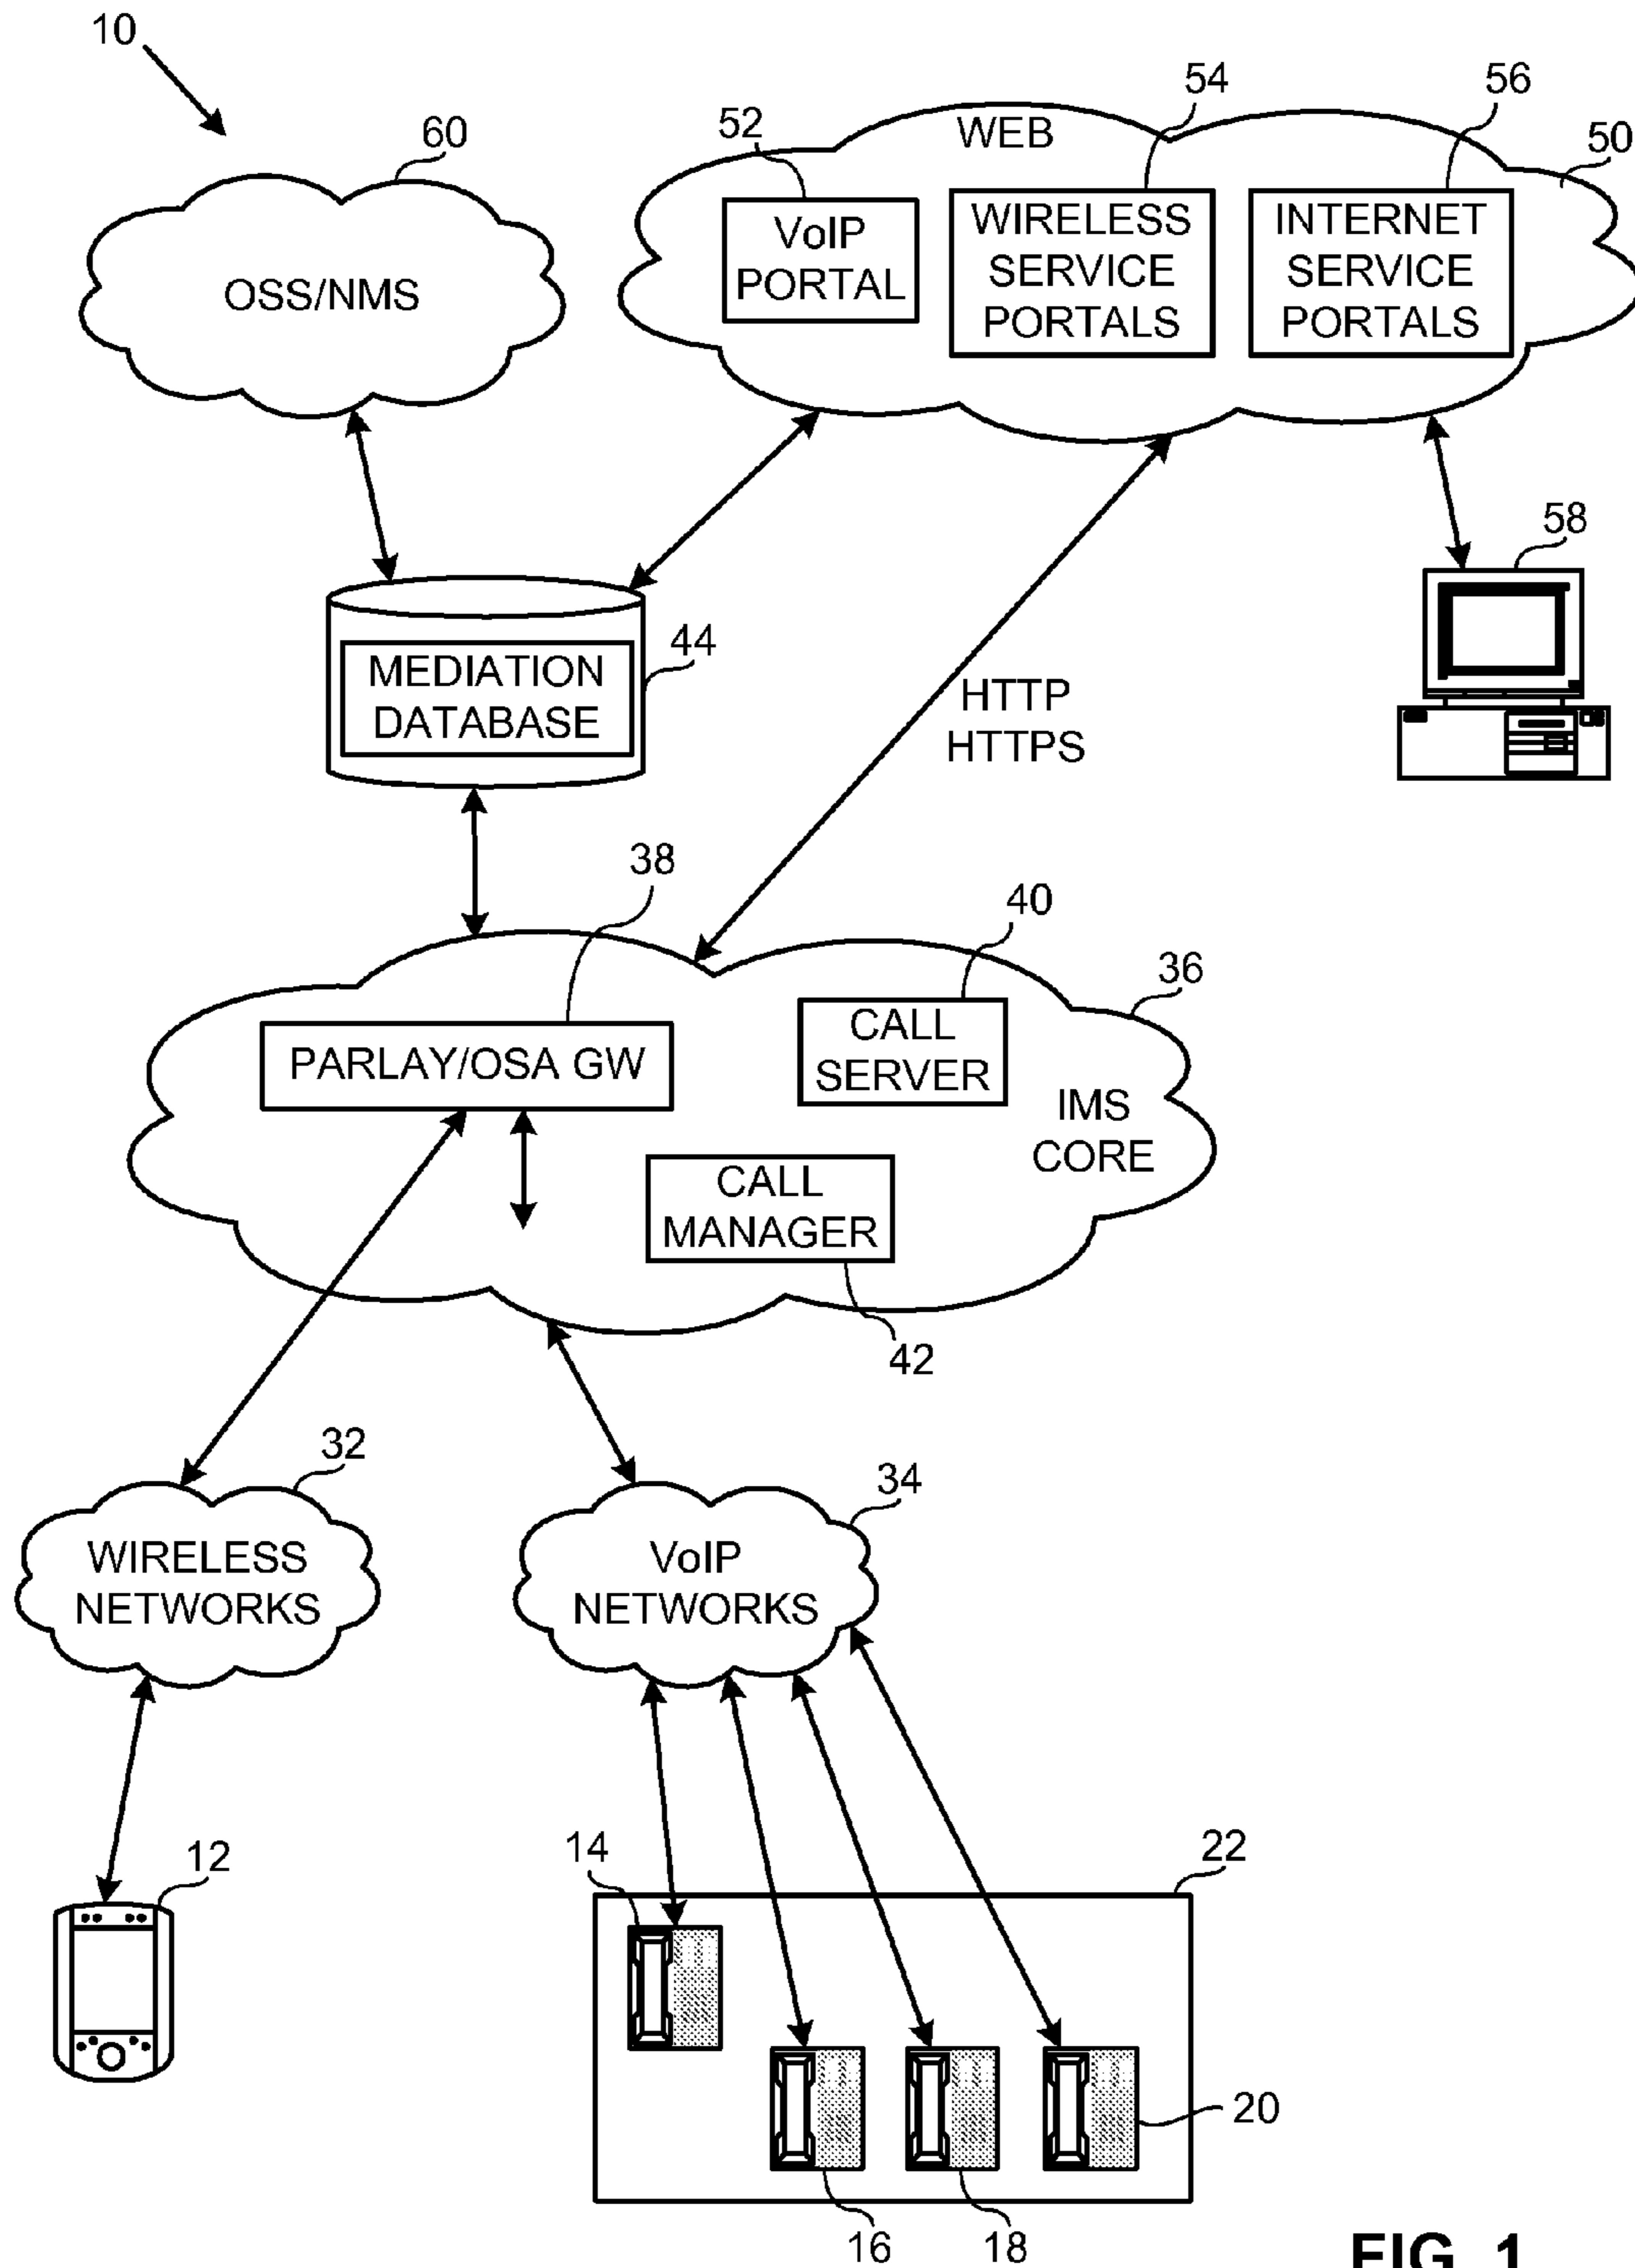 10
60
52
WEB
54
56
50
OSS/NMS
VoIP
PORTAL
WIRELESS
SERVICE
PORTALS
INTERNET
SERVICE
PORTALS
58
MEDIATION
DATABASE
44
HTTP
HTTPS
38
40
36
PARLAY/OSA GW
CALL
SERVER
IMS
CORE
CALL
MANAGER
42
32
34
WIRELESS
NETWORKS
VoIP
NETWORKS
12
14
22
20
16
18
FIG. 1